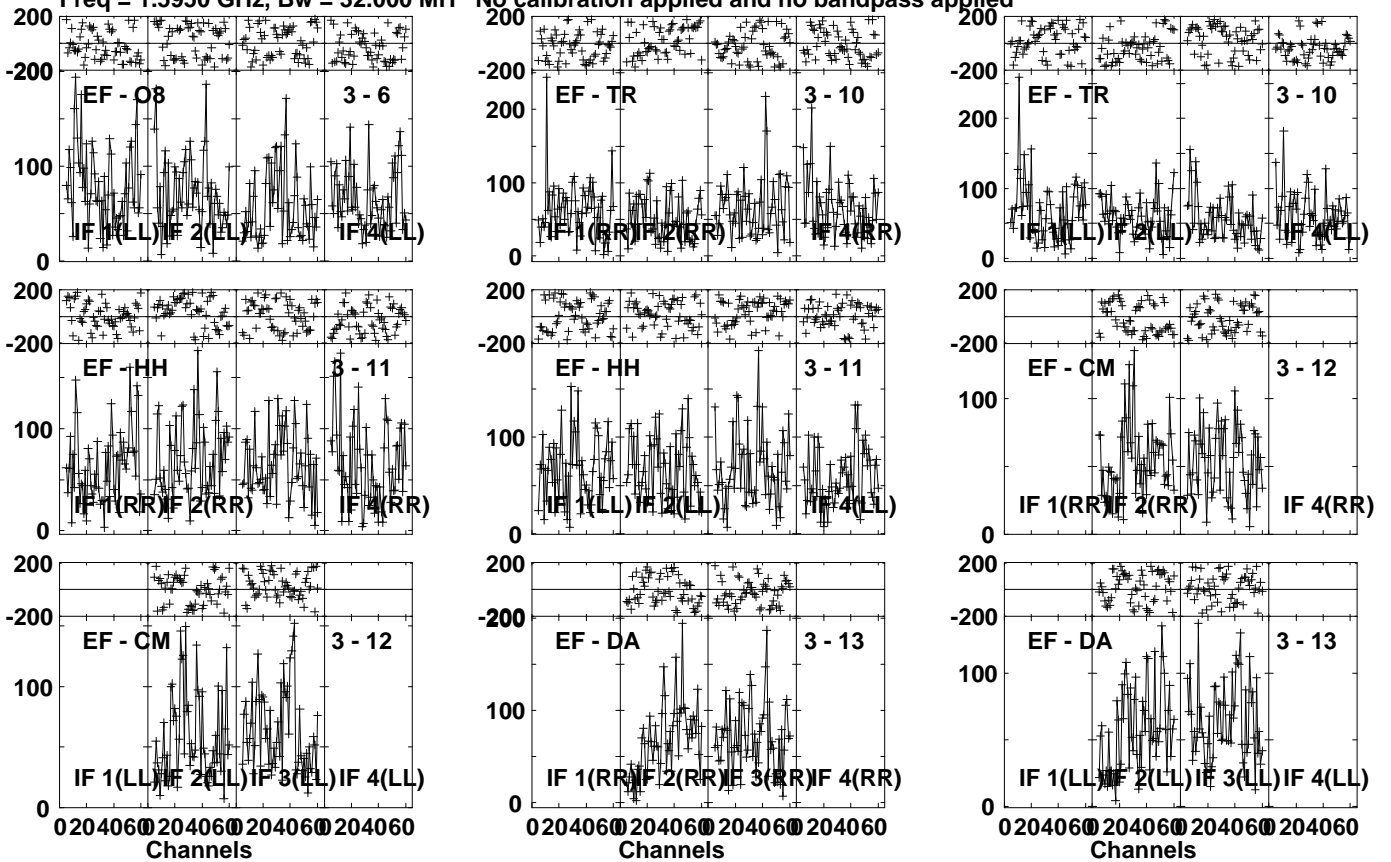 Freq = 1.5950 GHz, Bw = 32.000 MH No calibration applied and no bandpass applied
200
-200
EF - O8 3 - 6
200
100
0
IF 1(LL) IF 2(LL) IF 4(LL)
200
-200
EF - TR 3 - 10
200
100
0
IF 1(RR) IF 2(RR) IF 4(RR)
200
-200
EF - TR 3 - 10
200
100
0
IF 1(LL) IF 2(LL) IF 4(LL)
200
-200
EF - HH 3 - 11
100
0
IF 1(RR) IF 2(RR) IF 4(RR)
200
-200
EF - HH 3 - 11
100
0
IF 1(LL) IF 2(LL) IF 4(LL)
200
-200
EF - CM 3 - 12
100
0
IF 1(RR) IF 2(RR) IF 4(RR)
200
-200
EF - CM 3 - 12
100
0
IF 1(LL) IF 2(LL) IF 3(LL) IF 4(LL)
0 20 40 60 0 20 40 60 0 20 40 60 0 20 40 60
Channels
200
-200
EF - DA 3 - 13
200
100
0
IF 1(RR) IF 2(RR) IF 3(RR) IF 4(RR)
0 20 40 60 0 20 40 60 0 20 40 60 0 20 40 60
Channels
200
-200
EF - DA 3 - 13
100
0
IF 1(LL) IF 2(LL) IF 3(LL) IF 4(LL)
0 20 40 60 0 20 40 60 0 20 40 60 0 20 40 60
Channels